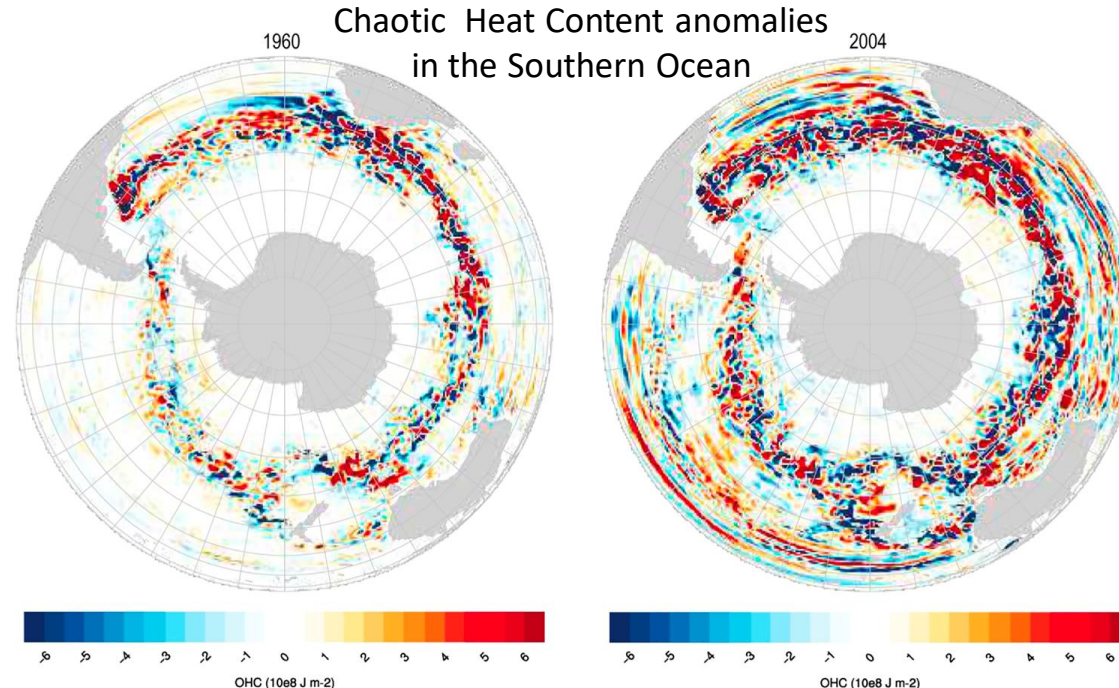 Chaotic Heat Content anomalies
in the Southern Ocean
1960
2004
-6 -5 -4 -3 -2 -1 0 1 2 3 4 5 6
OHC (10e8 J m-2)
-6 -5 -4 -3 -2 -1 0 1 2 3 4 5 6
OHC (10e8 J m-2)